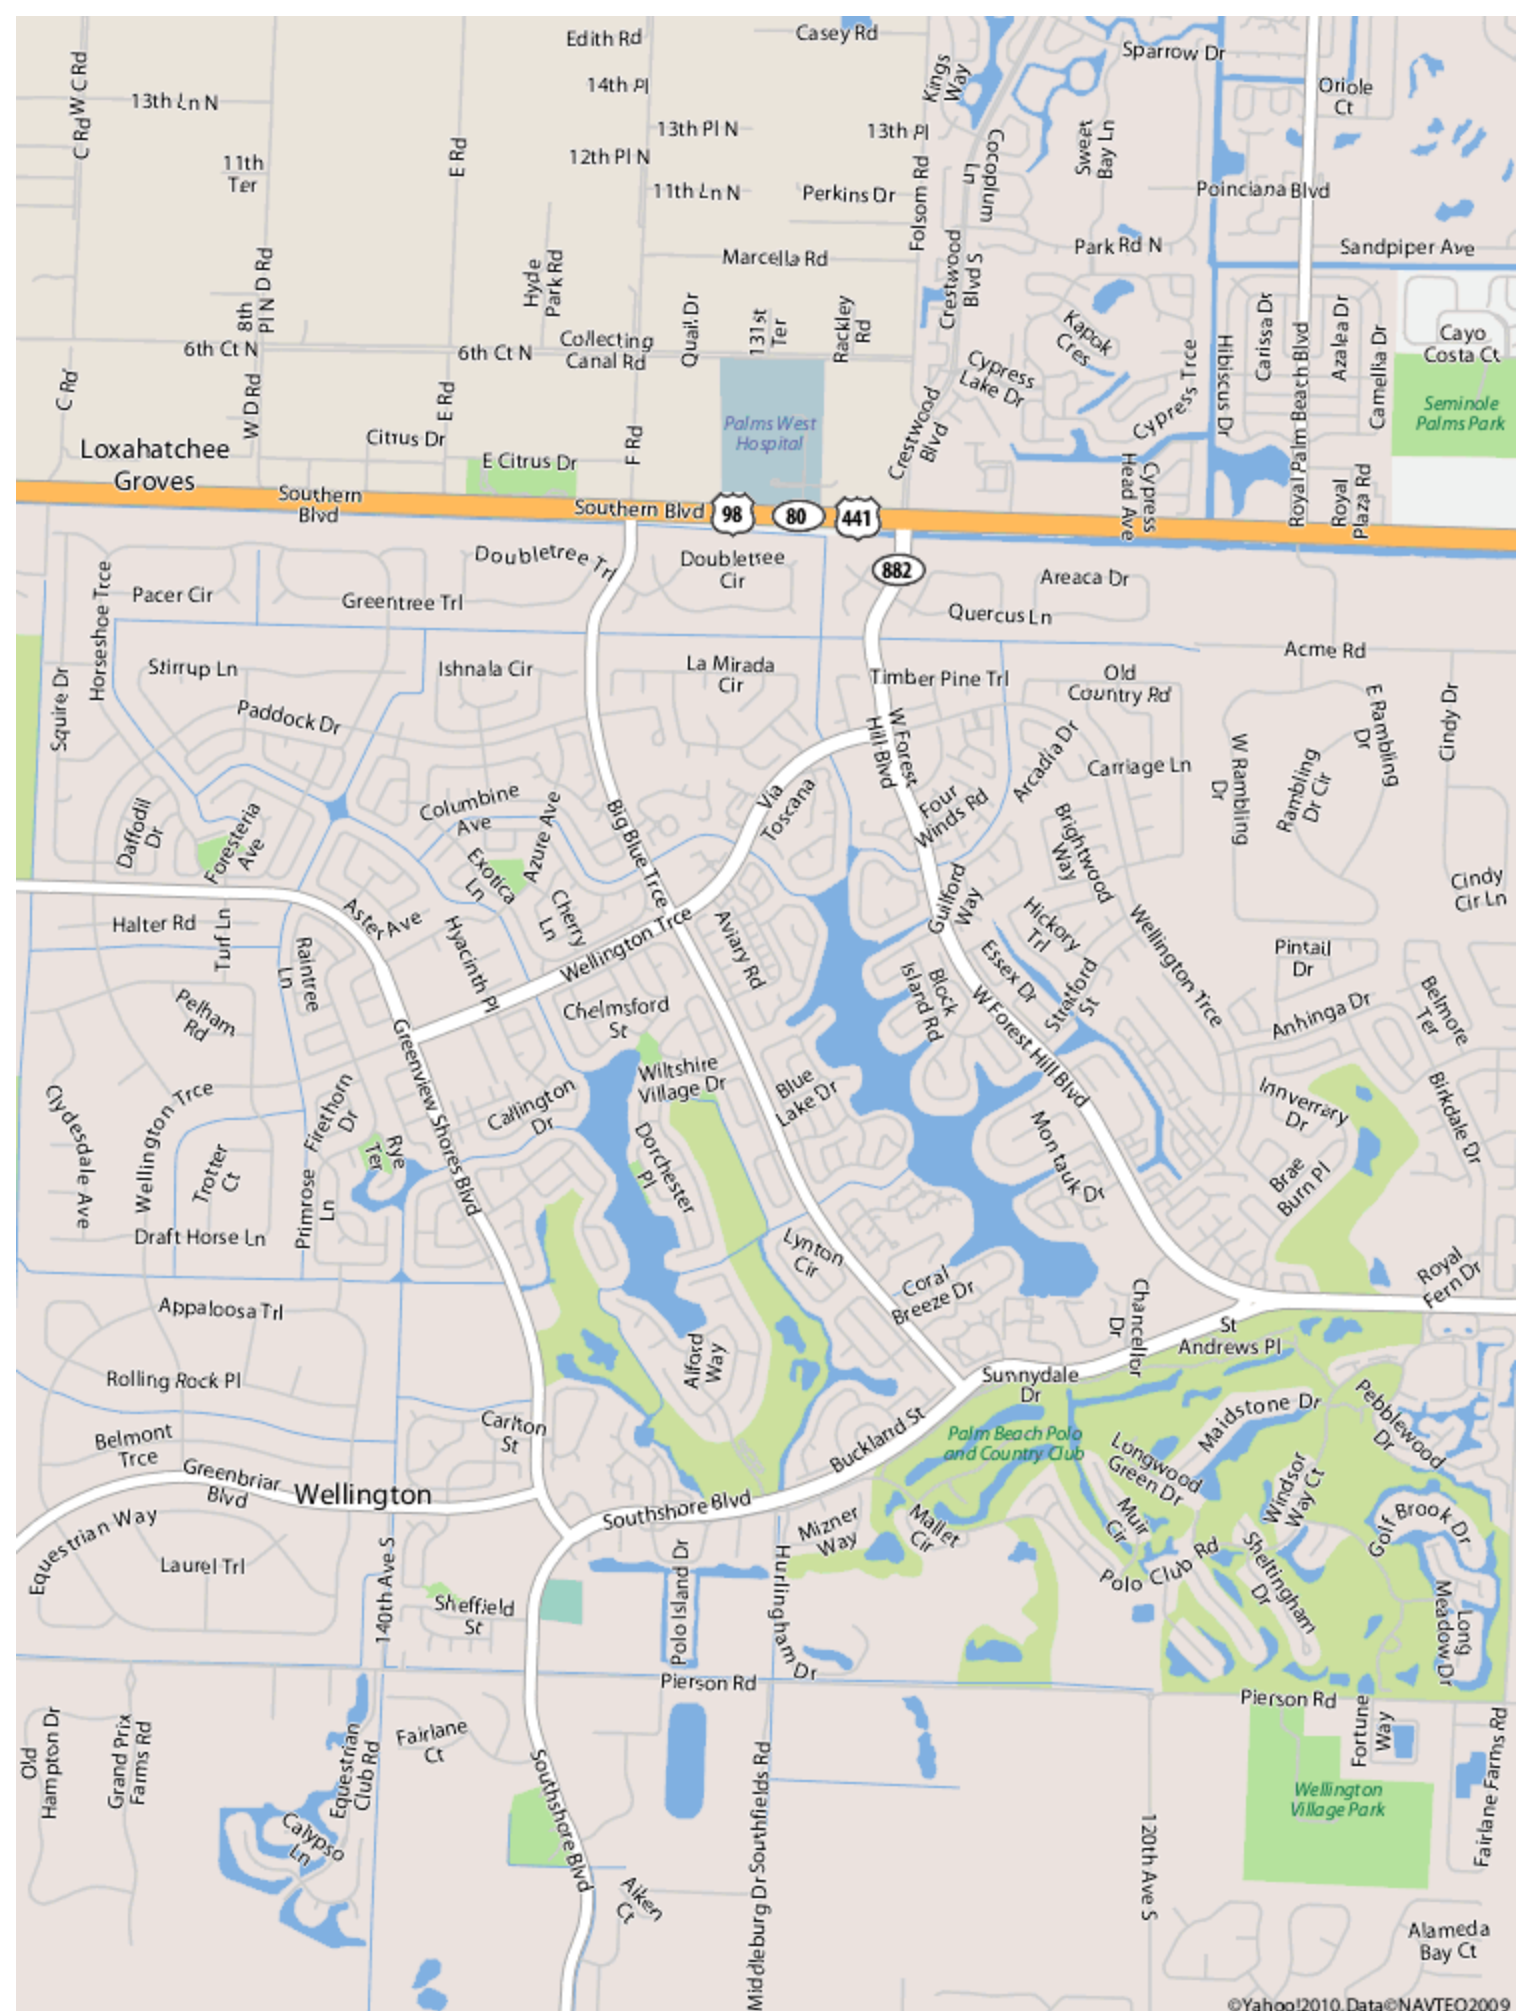 Edith Rd
Casey Rd
Sparrow Dr
C Rd
W C Rd
13th Ln N
14th Pl
Kings
Way
Oriole
Ct
13th Pl N
13th Pl
11th
Ter
E Rd
12th Pl N
Cocoplum
Ln
Sweet
Bay Ln
11th Ln N
Perkins Dr
Folsom Rd
Poinciana Blvd
Marcella Rd
Park Rd N
Sandpiper Ave
8th
Pl N
D Rd
Hyde
Park Rd
Crestwood
Blvd S
6th Ct N
6th Ct N
Collecting
Canal Rd
Quail Dr
131st
Ter
Rackley
Rd
Kapok
Cres
Cypress
Lake Dr
Cypress Trce
Hibiscus Dr
Carissa Dr
Royal Palm Beach Blvd
Azalea Dr
Camellia Dr
Cayo
Costa Ct
C Rd
W D Rd
E Rd
Citrus Dr
E Citrus Dr
F Rd
Palms West
Hospital
Crestwood
Blvd
Seminole
Palms Park
Loxahatchee
Groves
Cypress
Head Ave
Royal
Plaza Rd
Southern
Blvd
Southern Blvd
98
80
441
882
Doubletree Trl
Doubletree
Cir
Areaca Dr
Pacer Cir
Greentree Trl
Quercus Ln
Horseshoe Trce
Squire Dr
Stirrup Ln
Ishnala Cir
La Mirada
Cir
Timber Pine Trl
Old
Country Rd
Acme Rd
Paddock Dr
W Forest
Hill Blvd
Arcadia Dr
Carriage Ln
W Rambling
Dr
Rambling
Dr Cir
E Rambling
Dr
Cindy Dr
Daffodil
Dr
Foresteria
Ave
Columbine
Ave
Azure Ave
Exotica
Ln
Big Blue Trce
Via
Toscana
Four
Winds Rd
Brightwood
Way
Cindy
Cir Ln
Halter Rd
Turf Ln
Aster Ave
Hyacinth Pl
Cherry
Ln
Wellington Trce
Aviary Rd
Guilford
Way
Hickory
Trl
Wellington Trce
Pintail
Dr
Raintree
Ln
Pelham
Rd
Chelmsford
St
Block
Island Rd
Essex Dr
Stratford
St
Anhinga Dr
Belmore
Ter
W Forest Hill Blvd
Greenview Shores Blvd
Wiltshire
Village Dr
Blue
Lake Dr
Innverrary
Dr
Birkdale Dr
Clydesdale Ave
Wellington Trce
Firethorn
Dr
Callington
Dr
Rye
Ter
Trotter
Ct
Primrose
Ln
Dorchester
Pl
Montauk Dr
Brae
Burn Pl
Draft Horse Ln
Lynton
Cir
Coral
Breeze Dr
Royal
Fern Dr
Appaloosa Trl
Chancellor
Dr
St
Andrews Pl
Alford
Way
Rolling Rock Pl
Sunnydale
Dr
Carlton
St
Buckland St
Palm Beach Polo
and Country Club
Maidstone Dr
Pebblewood
Dr
Belmont
Trce
Longwood
Green Dr
Greenbriar
Blvd
Wellington
Southshore Blvd
Windsor
Way Ct
Muir
Cir
Mizner
Way
Mallet
Cir
Golf Brook Dr
Equestrian Way
Laurel Trl
140th Ave S
Polo Island Dr
Hurlingham Dr
Polo Club Rd
Sheltingham
Dr
Long
Meadow Dr
Sheffield
St
Pierson Rd
Pierson Rd
Old
Hampton Dr
Grand Prix
Farms Rd
Equestrian
Club Rd
Fairlane
Ct
Fortune
Way
Fairlane Farms Rd
Calypso
Ln
Southshore Blvd
Wellington
Village Park
Middleburg Dr
Southfields Rd
120th Ave S
Aiken
Ct
Alameda
Bay Ct
©Yahoo!2010, Data©NAVTEQ2009